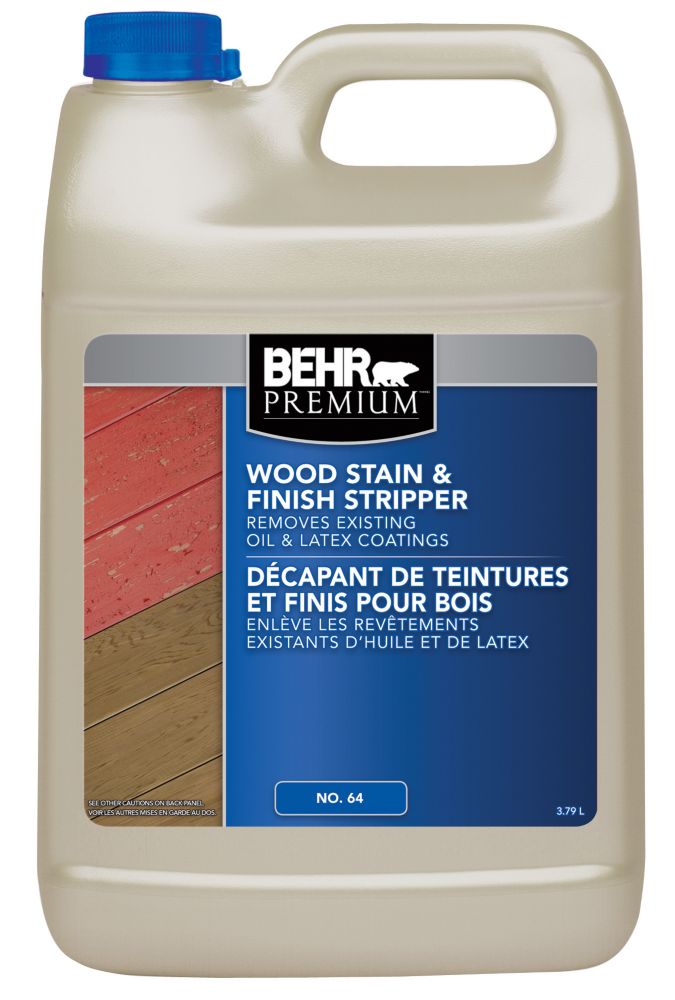 BEHR
PREMIUM
WOOD STAIN &
FINISH STRIPPER
REMOVES EXISTING
OIL & LATEX COATINGS
DÉCAPANT DE TEINTURES
ET FINIS POUR BOIS
ENLÈVE LES REVÊTEMENTS
EXISTANTS D'HUILE ET DE LATEX
SEE OTHER CAUTIONS ON BACK PANEL.
VOIR LES AUTRES MISES EN GARDE AU DOS.
NO. 64
3.79 L